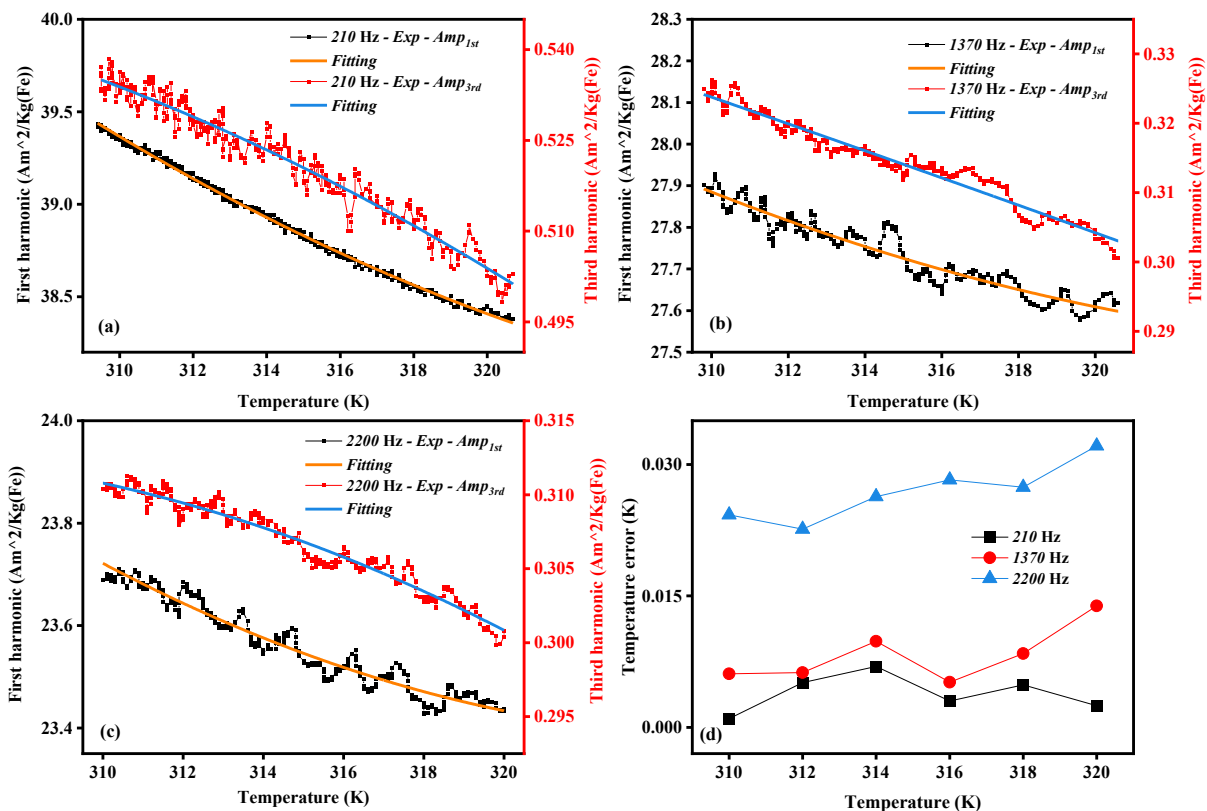 40.0
39.5
39.0
38.5
First harmonic (Am^2/Kg(Fe))
210 Hz - Exp - Amp1st
Fitting
210 Hz - Exp - Amp3rd
Fitting
0.540
0.525
0.510
0.495
Third harmonic (Am^2/Kg(Fe))
(a)
310 312 314 316 318 320
Temperature (K)
28.3
28.2
28.1
28.0
27.9
27.8
27.7
27.6
27.5
First harmonic (Am^2/Kg(Fe))
1370 Hz - Exp - Amp1st
Fitting
1370 Hz - Exp - Amp3rd
Fitting
0.33
0.32
0.31
0.30
0.29
Third harmonic (Am^2/Kg(Fe))
(b)
310 312 314 316 318 320
Temperature (K)
24.0
23.8
23.6
23.4
First harmonic (Am^2/Kg(Fe))
2200 Hz - Exp - Amp1st
Fitting
2200 Hz - Exp - Amp3rd
Fitting
0.315
0.310
0.305
0.300
0.295
Third harmonic (Am^2/Kg(Fe))
(c)
310 312 314 316 318 320
Temperature (K)
0.030
0.015
0.000
Temperature error (K)
210 Hz
1370 Hz
2200 Hz
(d)
310 312 314 316 318 320
Temperature (K)